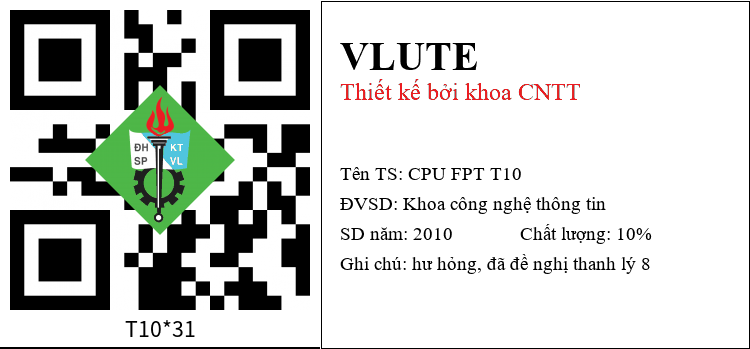 ĐH KT
SP VL
T10*31
VLUTE
Thiết kế bởi khoa CNTT
Tên TS: CPU FPT T10
ĐVSD: Khoa công nghệ thông tin
SD năm: 2010 Chất lượng: 10%
Ghi chú: hư hỏng, đã đề nghị thanh lý 8